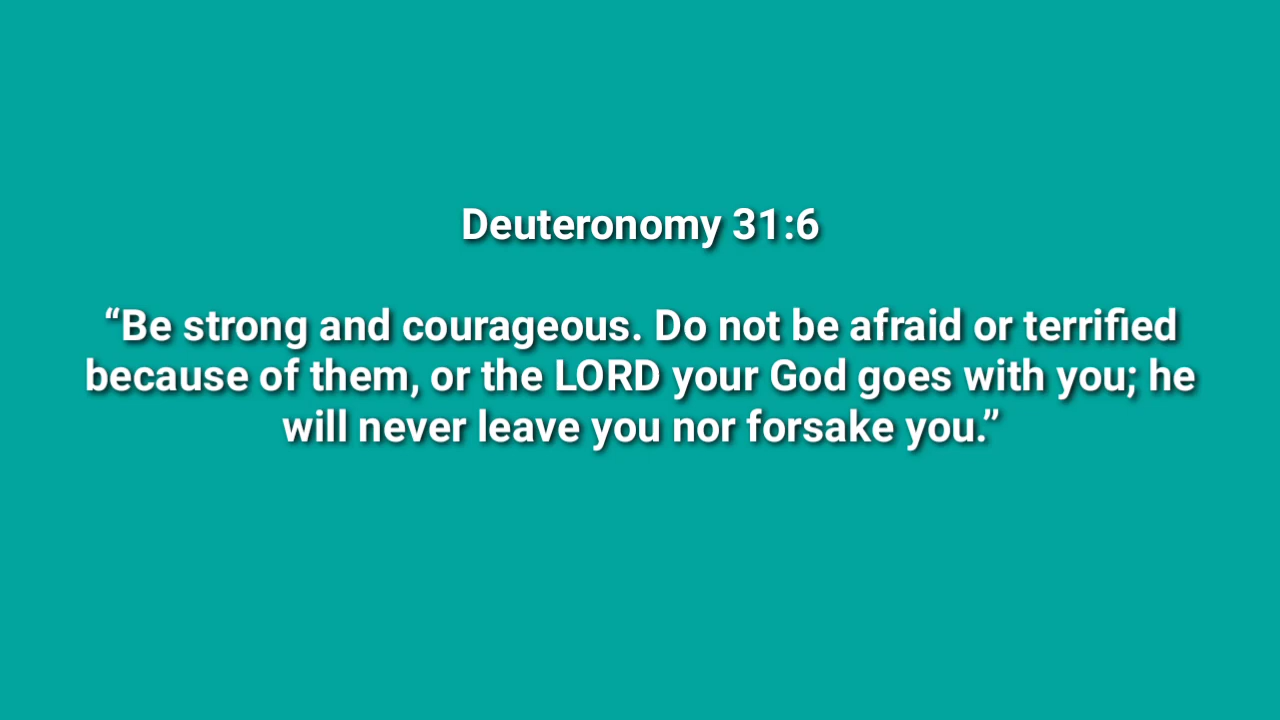 Deuteronomy 31:6
“Be strong and courageous. Do not be afraid or terrified
because of them, or the LORD your God goes with you; he
will never leave you nor forsake you.”